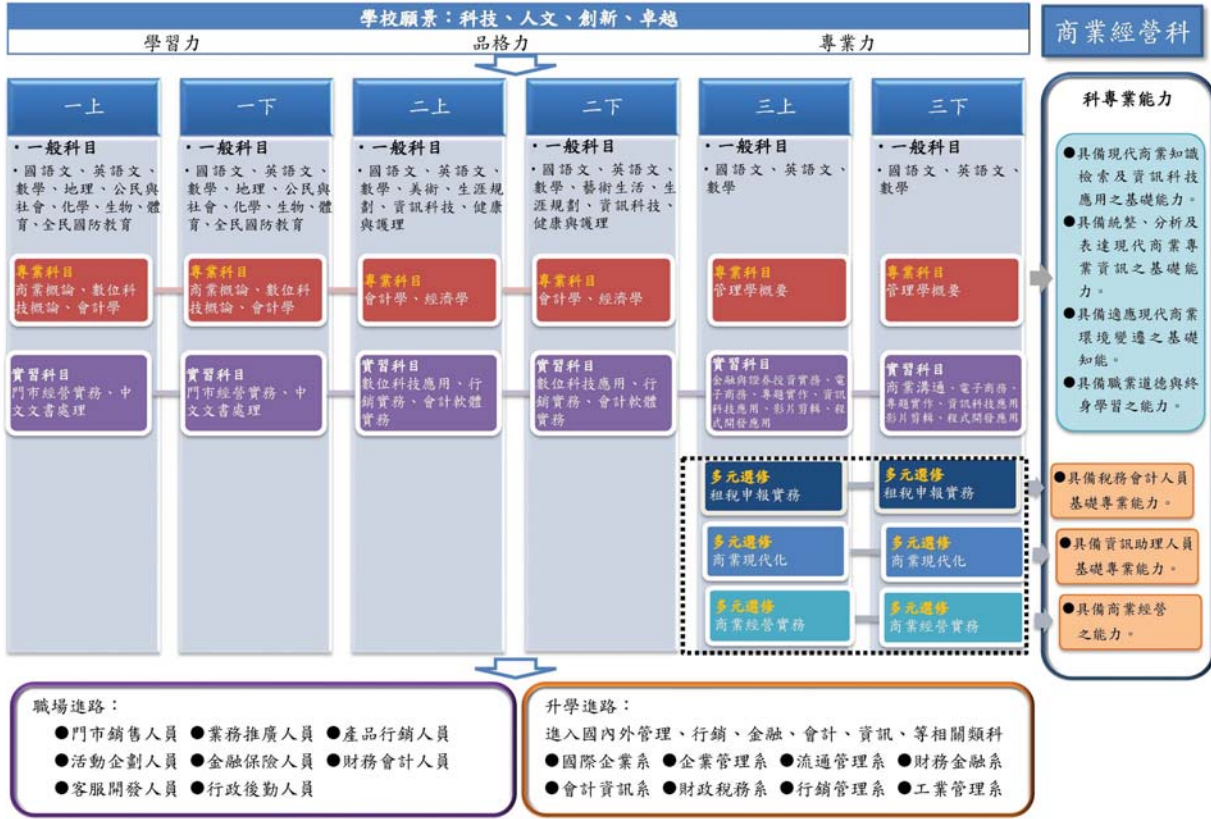 學校願景：科技、人文、創新、卓越
學習力 品格力 專業力
商業經營科
一上
・一般科目
・國語文、英語文、
數學、地理、公民與
社會、化學、生物、體
育、全民國防教育
專業科目
商業概論、數位科
技概論、會計學
實習科目
門市經營實務、中
文文書處理
一下
・一般科目
・國語文、英語文、
數學、地理、公民與
社會、化學、生物、體
育、全民國防教育
專業科目
商業概論、數位科
技概論、會計學
實習科目
門市經營實務、中
文文書處理
二上
・一般科目
・國語文、英語文、
數學、美術、生涯規
劃、資訊科技、健康
與護理
專業科目
會計學、經濟學
實習科目
數位科技應用、行
銷實務、會計軟體
實務
二下
・一般科目
・國語文、英語文、
數學、藝術生活、生
涯規劃、資訊科技、
健康與護理
專業科目
會計學、經濟學
實習科目
數位科技應用、行
銷實務、會計軟體
實務
三上
・一般科目
・國語文、英語文、
數學
專業科目
管理學概要
實習科目
金融與證券投資實務、電
子商務、專題實作、資訊
科技應用、影片剪輯、程
式開發應用
多元選修
租稅申報實務
多元選修
商業現代化
多元選修
商業經營實務
三下
・一般科目
・國語文、英語文、
數學
專業科目
管理學概要
實習科目
商業溝通、電子商務、
專題實作、資訊科技應用
影片剪輯、程式開發應用
多元選修
租稅申報實務
多元選修
商業現代化
多元選修
商業經營實務
科專業能力
●具備現代商業知識
檢索及資訊科技
應用之基礎能力。
●具備統整、分析及
表達現代商業專
業資訊之基礎能
力。
●具備適應現代商業
環境變遷之基礎
知能。
●具備職業道德與終
身學習之能力。
●具備稅務會計人員
基礎專業能力。
●具備資訊助理人員
基礎專業能力。
●具備商業經營
之能力。
職場進路：
●門市銷售人員 ●業務推廣人員 ●產品行銷人員
●活動企劃人員 ●金融保險人員 ●財務會計人員
●客服開發人員 ●行政後勤人員
升學進路：
進入國內外管理、行銷、金融、會計、資訊、等相關類科
●國際企業系 ●企業管理系 ●流通管理系 ●財務金融系
●會計資訊系 ●財政稅務系 ●行銷管理系 ●工業管理系